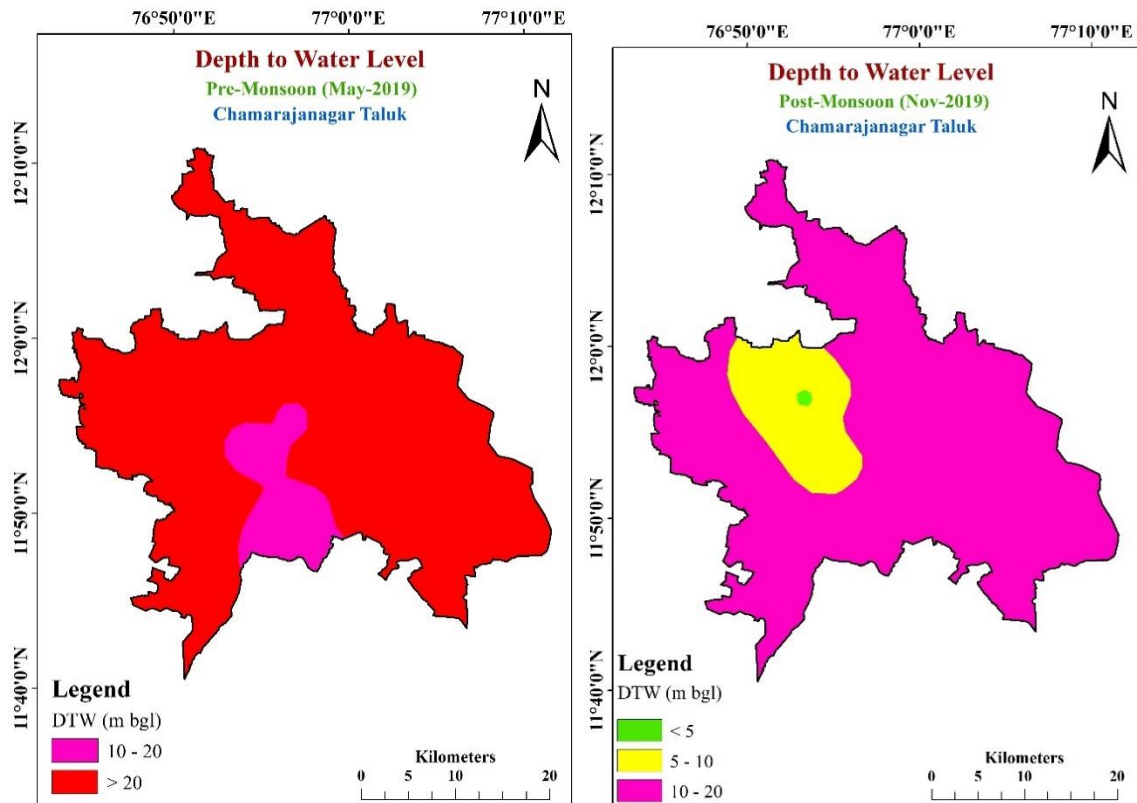 76°50'0"E 77°0'0"E 77°10'0"E
Depth to Water Level
Pre-Monsoon (May-2019)
Chamarajanagar Taluk
N
12°10'0"N
12°0'0"N
11°50'0"N
11°40'0"N
Legend
DTW (m bgl)
10 - 20
> 20
Kilometers
0 5 10 20
76°50'0"E 77°0'0"E 77°10'0"E
Depth to Water Level
Post-Monsoon (Nov-2019)
Chamarajanagar Taluk
N
12°10'0"N
12°0'0"N
11°50'0"N
11°40'0"N
Legend
DTW (m bgl)
< 5
5 - 10
10 - 20
Kilometers
0 5 10 20